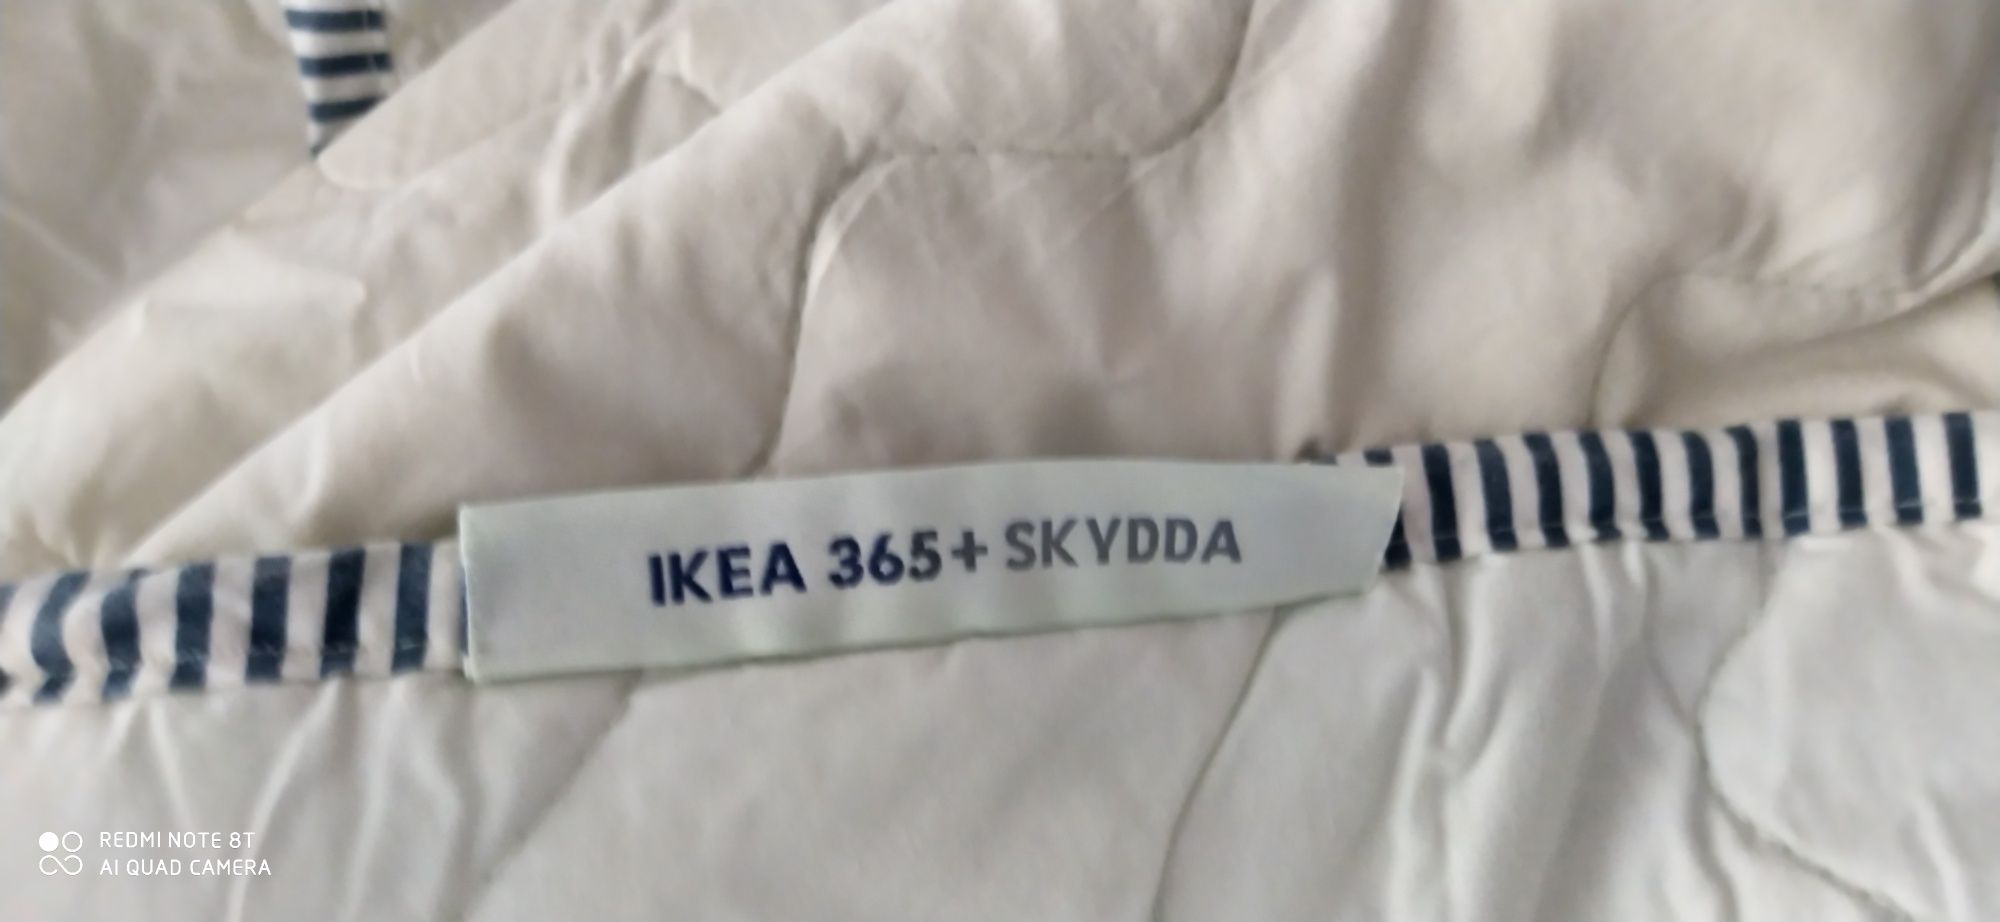 IKEA 365+ SKYDDA
REDMI NOTE 8T
AI QUAD CAMERA